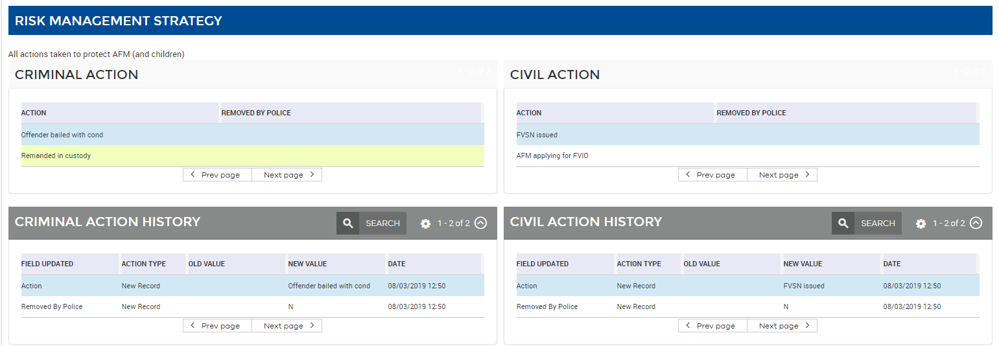 RISK MANAGEMENT STRATEGY
All actions taken to protect AFM (and children)
CRIMINAL ACTION 1 - 2 of 2
ACTION REMOVED BY POLICE
Offender bailed with cond
Remanded in custody
Prev page Next page
CIVIL ACTION 1 - 2 of 2
ACTION REMOVED BY POLICE
FVSN issued
AFM applying for FVIO
Prev page Next page
CRIMINAL ACTION HISTORY SEARCH 1 - 2 of 2
FIELD UPDATED ACTION TYPE OLD VALUE NEW VALUE DATE
Action New Record Offender bailed with cond 08/03/2019 12:50
Removed By Police New Record N 08/03/2019 12:50
Prev page Next page
CIVIL ACTION HISTORY SEARCH 1 - 2 of 2
FIELD UPDATED ACTION TYPE OLD VALUE NEW VALUE DATE
Action New Record FVSN issued 08/03/2019 12:50
Removed By Police New Record N 08/03/2019 12:50
Prev page Next page